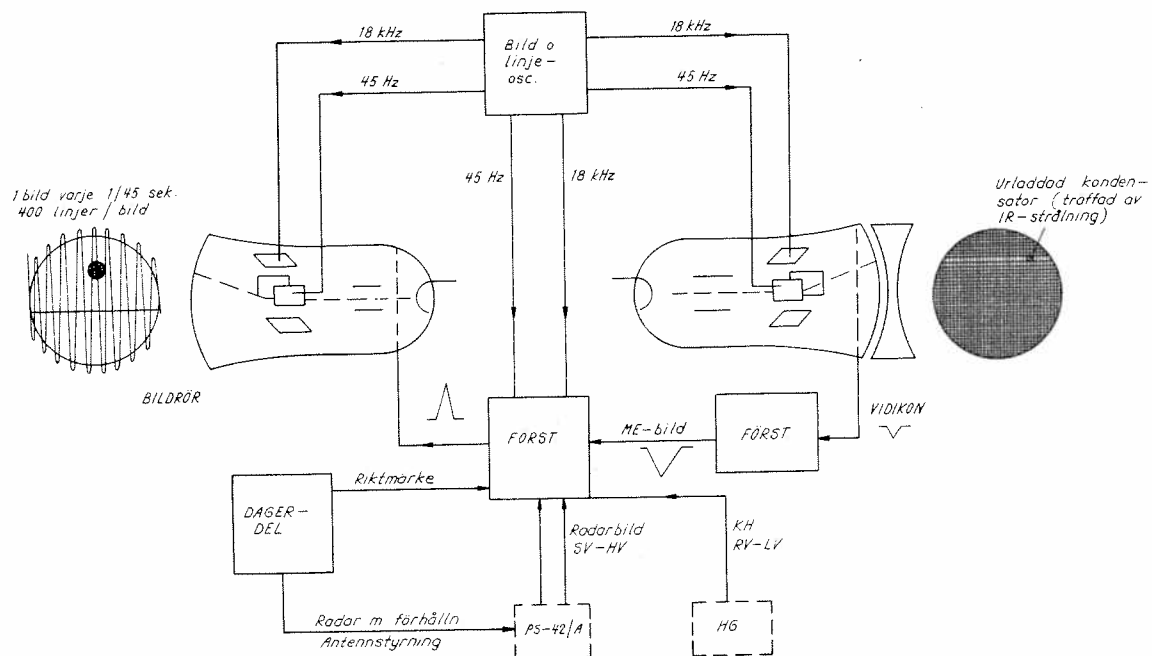 18 kHz
Bild o
linje-
osc.
18 kHz
45 Hz
45 Hz
45 Hz
18 kHz
1 bild varje 1/45 sek.
400 linjer / bild
Urladdad konden-
sator (träffad av
IR-strålning)
BILDRÖR
VIDIKON
FÖRST
ME-bild
FÖRST
Riktmärke
DAGER-
DEL
Radarbild
SV-HV
KH
RV-LV
Radar m förhålln
Antennstyrning
PS-42/A
HG